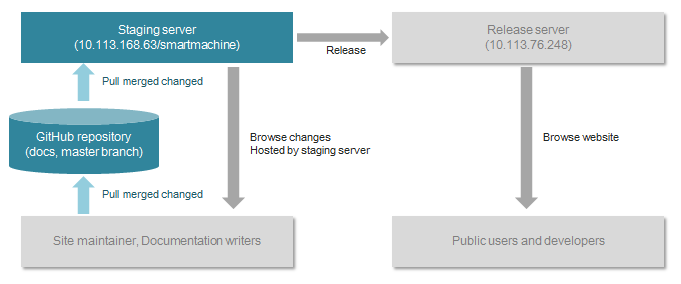 Staging server
(10.113.168.63/smartmachine)
Release
Release server
(10.113.76.248)
Pull merged changed
GitHub repository
(docs, master branch)
Browse changes
Hosted by staging server
Browse website
Pull merged changed
Site maintainer, Documentation writers
Public users and developers